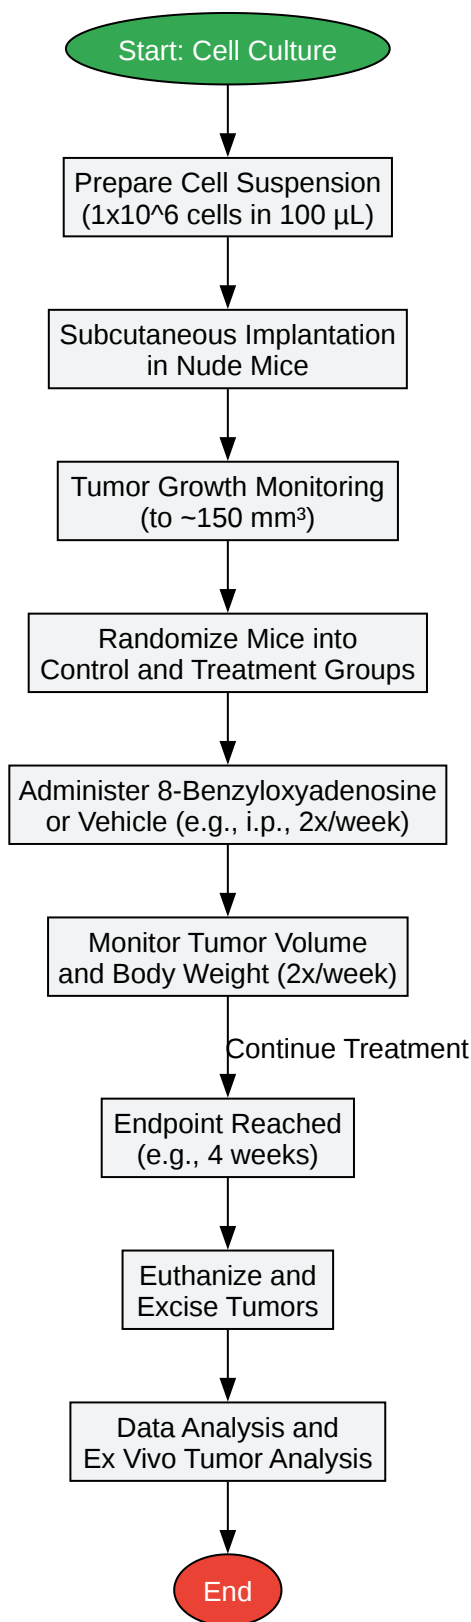 Start: Cell Culture
Prepare Cell Suspension
(1x10^6 cells in 100 µL)
Subcutaneous Implantation
in Nude Mice
Tumor Growth Monitoring
(to ~150 mm³)
Randomize Mice into
Control and Treatment Groups
Administer 8-Benzyloxyadenosine
or Vehicle (e.g., i.p., 2x/week)
Monitor Tumor Volume
and Body Weight (2x/week)
Continue Treatment
Endpoint Reached
(e.g., 4 weeks)
Euthanize and
Excise Tumors
Data Analysis and
Ex Vivo Tumor Analysis
End